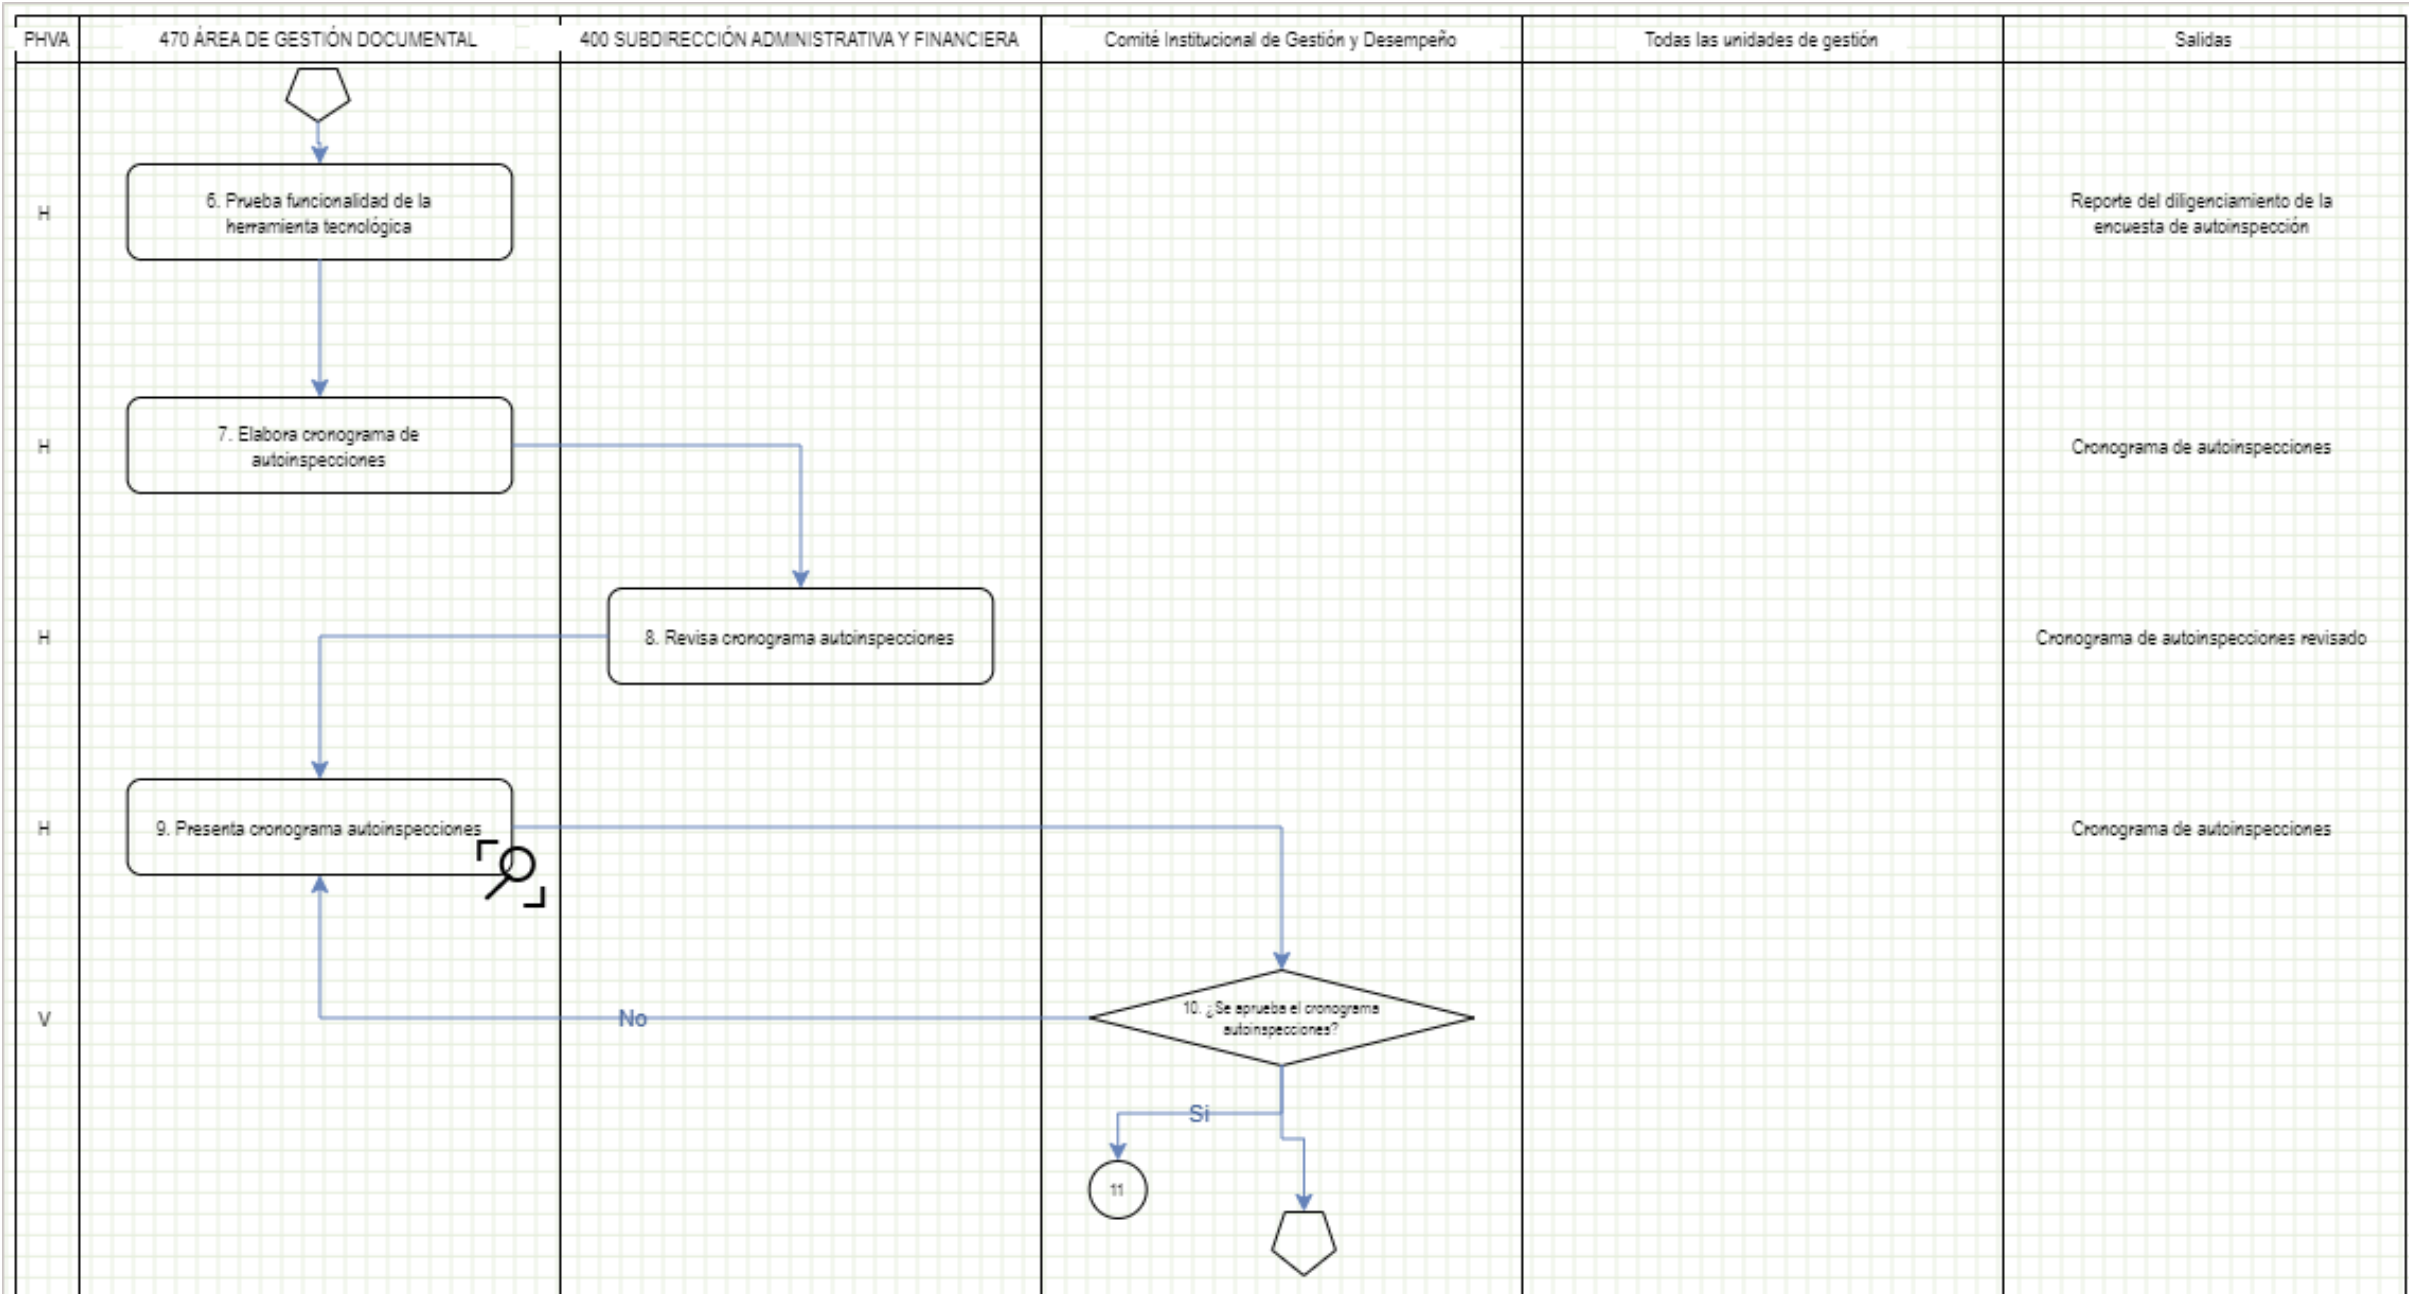 PHVA
470 ÁREA DE GESTIÓN DOCUMENTAL
400 SUBDIRECCIÓN ADMINISTRATIVA Y FINANCIERA
Comité Institucional de Gestión y Desempeño
Todas las unidades de gestión
Salidas
H
6. Prueba funcionalidad de la
herramienta tecnológica
Reporte del diligenciamiento de la
encuesta de autoinspección
H
7. Elabora cronograma de
autoinspecciones
Cronograma de autoinspecciones
H
8. Revisa cronograma autoinspecciones
Cronograma de autoinspecciones revisado
H
9. Presenta cronograma autoinspecciones
Cronograma de autoinspecciones
V
No
10. ¿Se aprueba el cronograma
autoinspecciones?
Si
11